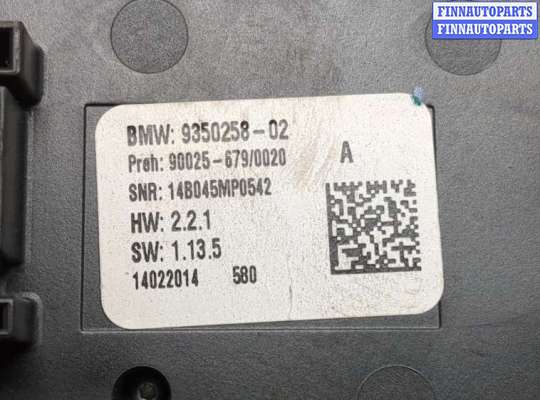 FINNAUTOPARTS
FINNAUTOPARTS
BMW: 9350258-02
Preh: 90025-679/0020
A
SNR: 14B045MP0542
HW: 2.2.1
SW: 1.13.5
14022014 580